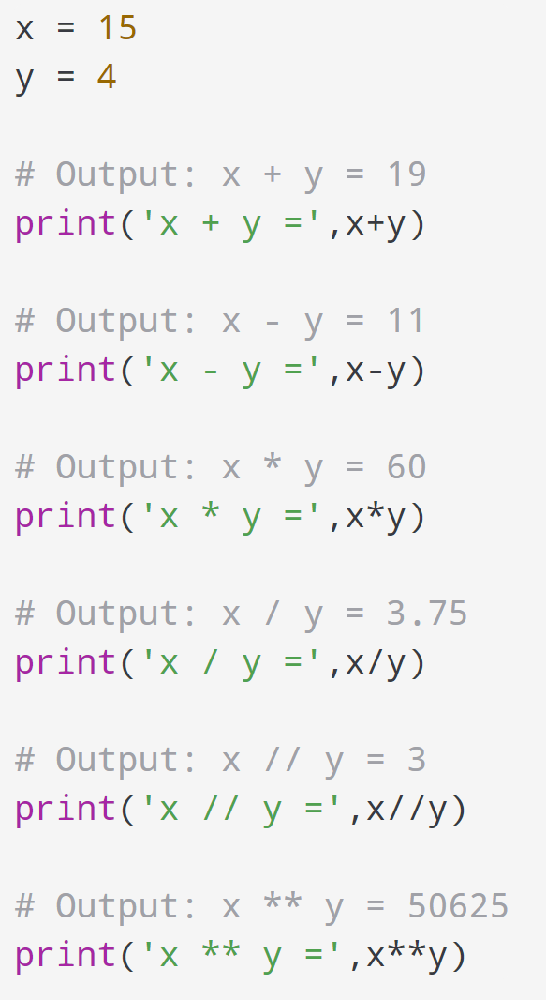 x = 15
y = 4
# Output: x + y = 19
print('x + y =',x+y)
# Output: x - y = 11
print('x - y =',x-y)
# Output: x * y = 60
print('x * y =',x*y)
# Output: x / y = 3.75
print('x / y =',x/y)
# Output: x // y = 3
print('x // y =',x//y)
# Output: x ** y = 50625
print('x ** y =',x**y)